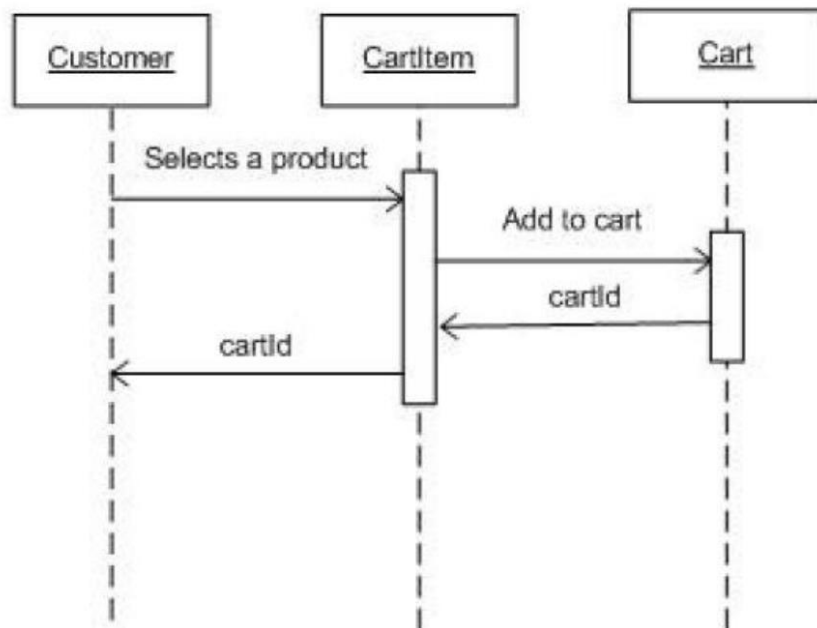 Customer
CartItem
Cart
Selects a product
Add to cart
cartId
cartId